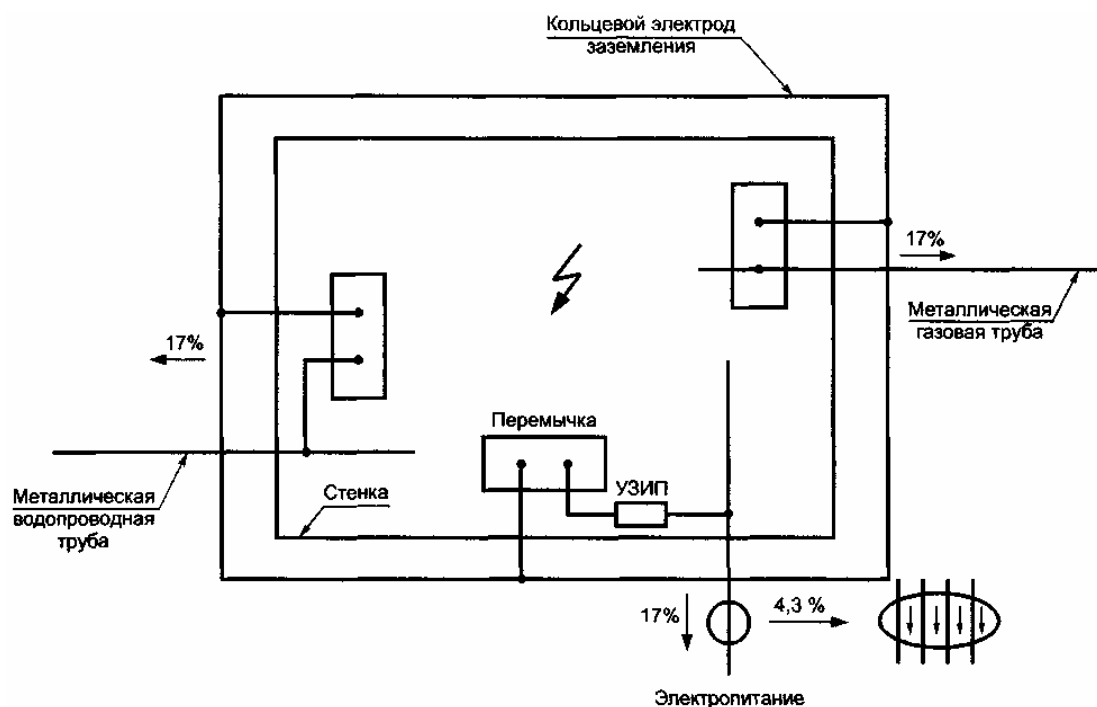 Кольцевой электрод
заземления
17%
Металлическая
газовая труба
17%
Перемычка
УЗИП
Стенка
Металлическая
водопроводная
труба
17%
4,3 %
Электропитание